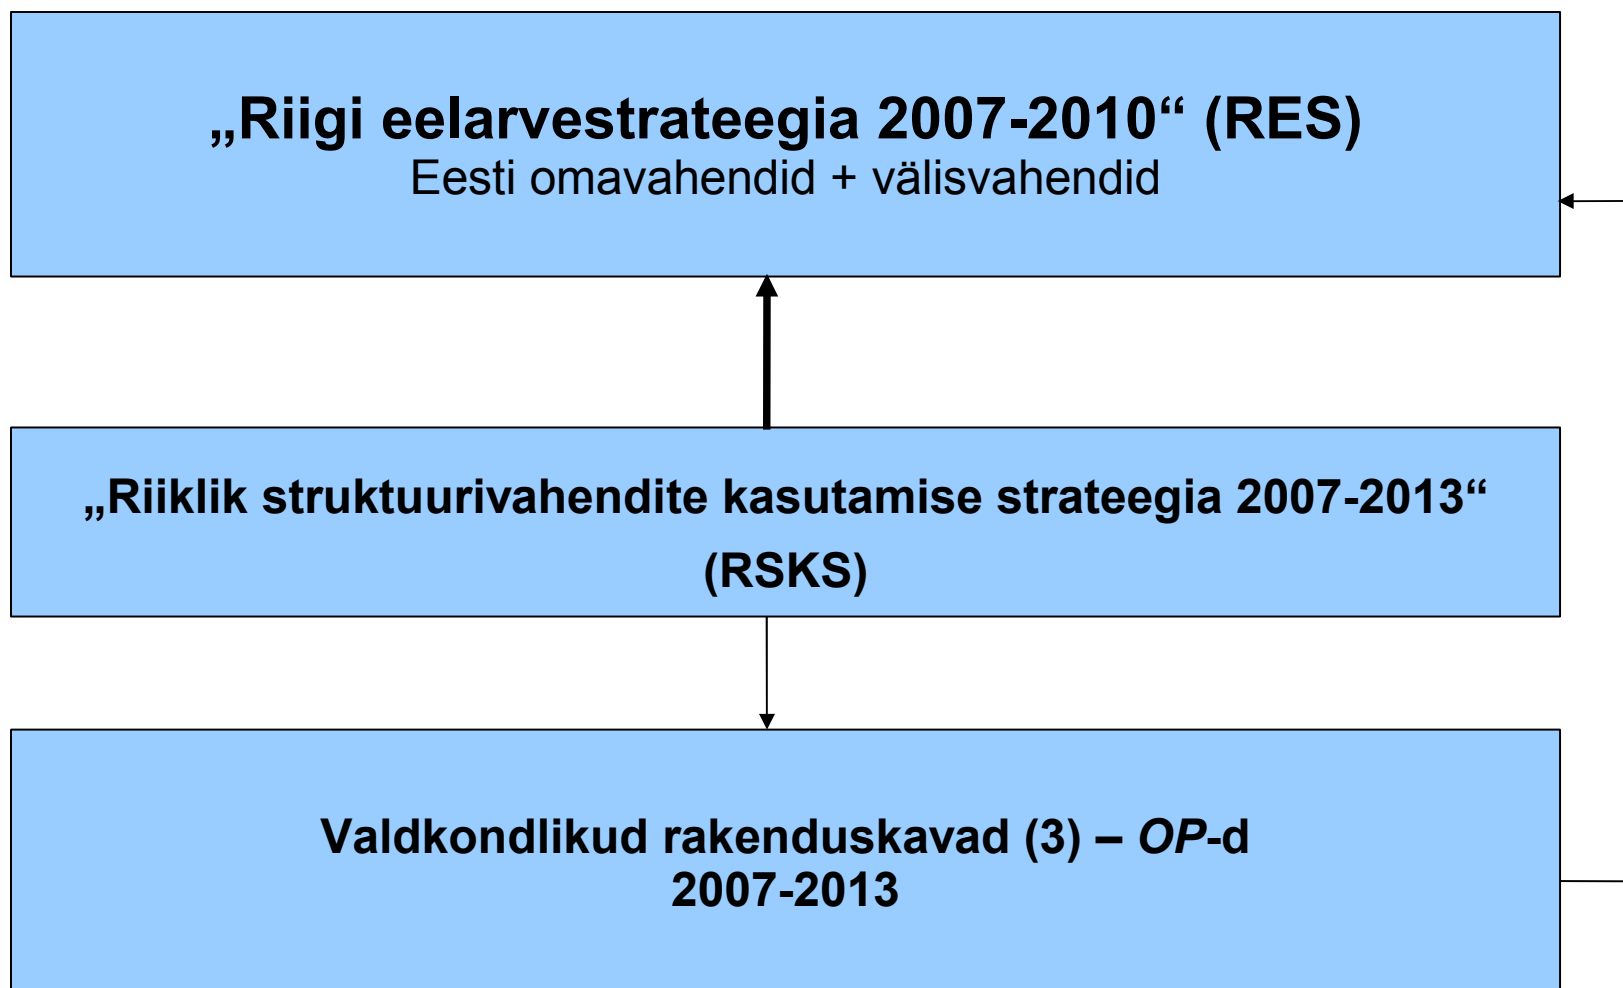 „Riigi eelarvestrateegia 2007-2010“ (RES)
Eesti omavahendid + välisvahendid
„Riiklik struktuurivahendite kasutamise strateegia 2007-2013“
(RSKS)
Valdkondlikud rakenduskavad (3) – OP-d
2007-2013